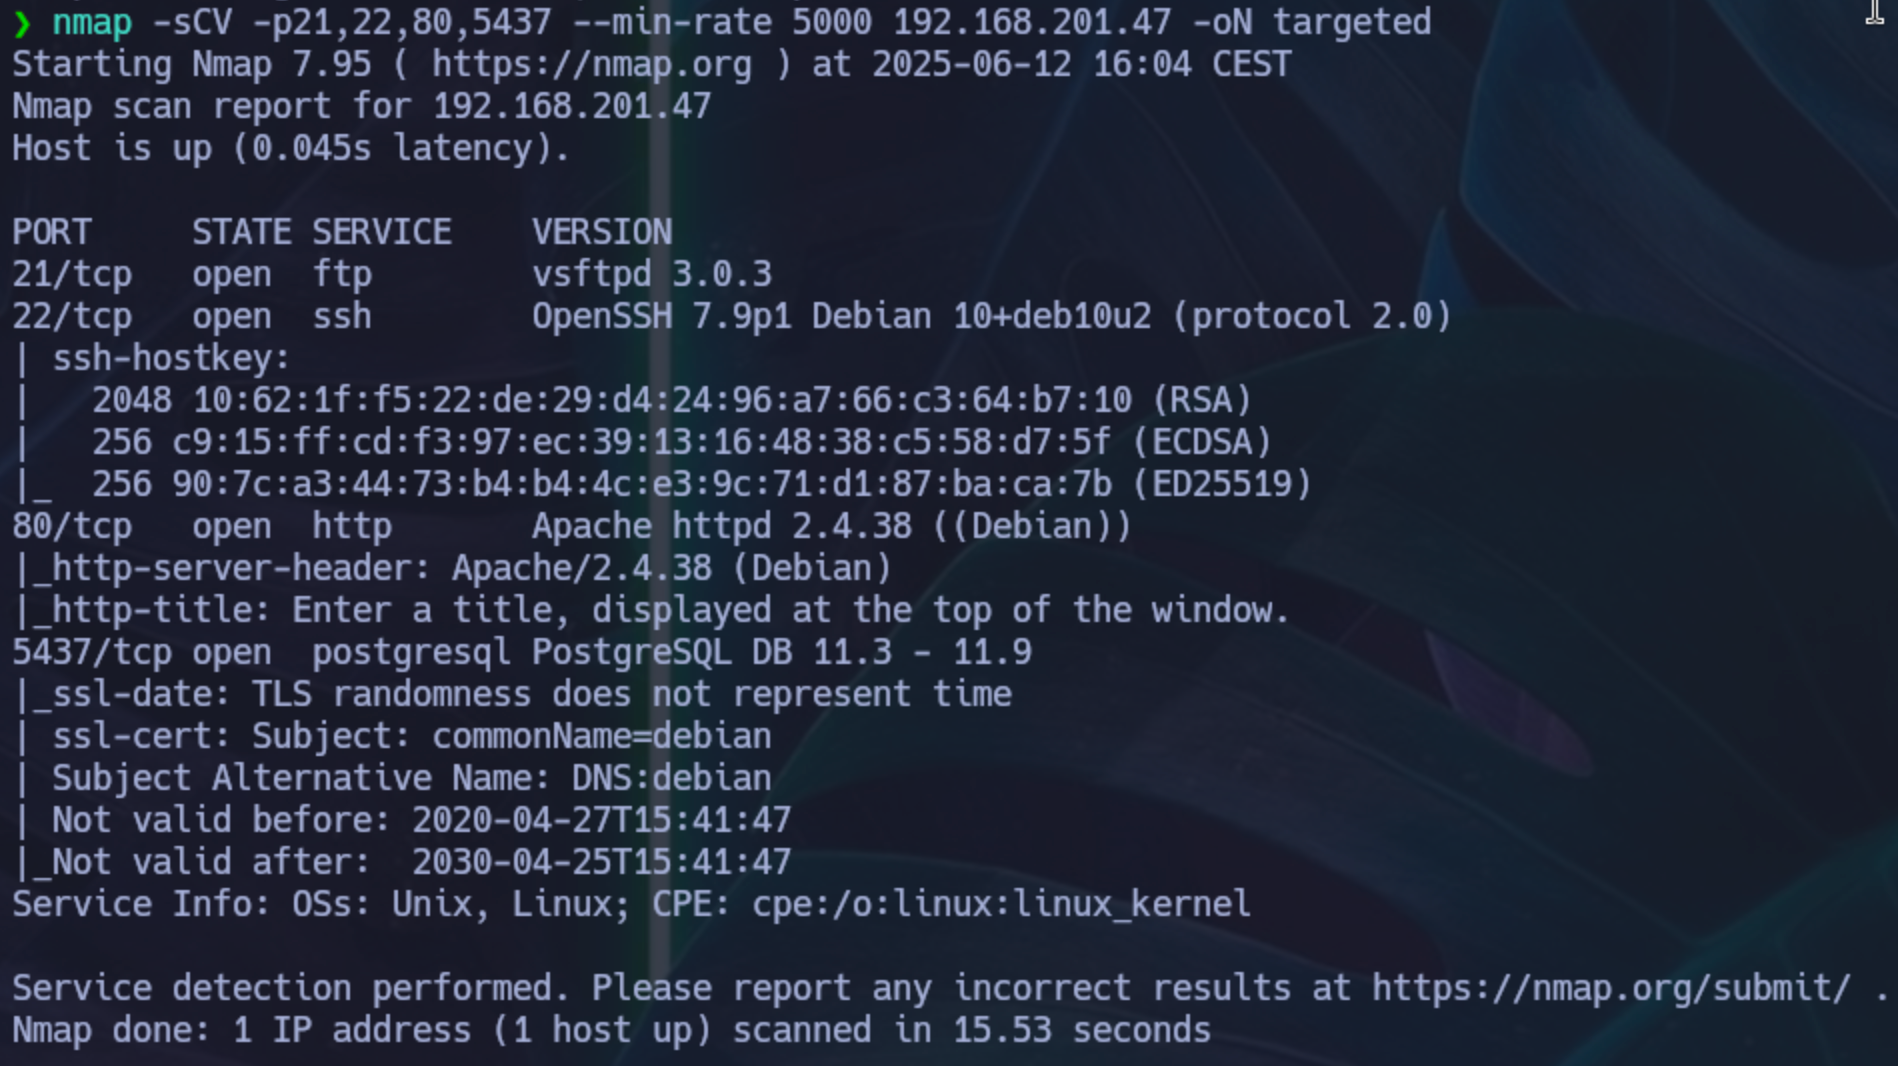 ❯ nmap -sCV -p21,22,80,5437 --min-rate 5000 192.168.201.47 -oN targeted
Starting Nmap 7.95 ( https://nmap.org ) at 2025-06-12 16:04 CEST
Nmap scan report for 192.168.201.47
Host is up (0.045s latency).

PORT     STATE SERVICE    VERSION
21/tcp   open  ftp        vsftpd 3.0.3
22/tcp   open  ssh        OpenSSH 7.9p1 Debian 10+deb10u2 (protocol 2.0)
| ssh-hostkey:
|   2048 10:62:1f:f5:22:de:29:d4:24:96:a7:66:c3:64:b7:10 (RSA)
|   256 c9:15:ff:cd:f3:97:ec:39:13:16:48:38:c5:58:d7:5f (ECDSA)
|_  256 90:7c:a3:44:73:b4:b4:4c:e3:9c:71:d1:87:ba:ca:7b (ED25519)
80/tcp   open  http       Apache httpd 2.4.38 ((Debian))
|_http-server-header: Apache/2.4.38 (Debian)
|_http-title: Enter a title, displayed at the top of the window.
5437/tcp open  postgresql PostgreSQL DB 11.3 - 11.9
|_ssl-date: TLS randomness does not represent time
| ssl-cert: Subject: commonName=debian
| Subject Alternative Name: DNS:debian
| Not valid before: 2020-04-27T15:41:47
|_Not valid after:  2030-04-25T15:41:47
Service Info: OSs: Unix, Linux; CPE: cpe:/o:linux:linux_kernel

Service detection performed. Please report any incorrect results at https://nmap.org/submit/ .
Nmap done: 1 IP address (1 host up) scanned in 15.53 seconds